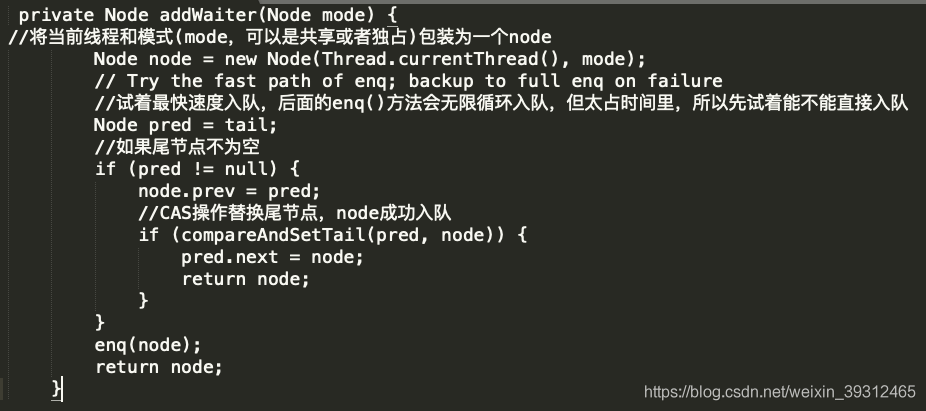 private Node addWaiter(Node mode) {
//将当前线程和模式(mode，可以是共享或者独占)包装为一个node
Node node = new Node(Thread.currentThread(), mode);
// Try the fast path of enq; backup to full enq on failure
//试着最快速度入队，后面的enq()方法会无限循环入队，但太占时间里，所以先试着能不能直接入队
Node pred = tail;
//如果尾节点不为空
if (pred != null) {
node.prev = pred;
//CAS操作替换尾节点，node成功入队
if (compareAndSetTail(pred, node)) {
pred.next = node;
return node;
}
}
enq(node);
return node;
}
https://blog.csdn.net/weixin_39312465